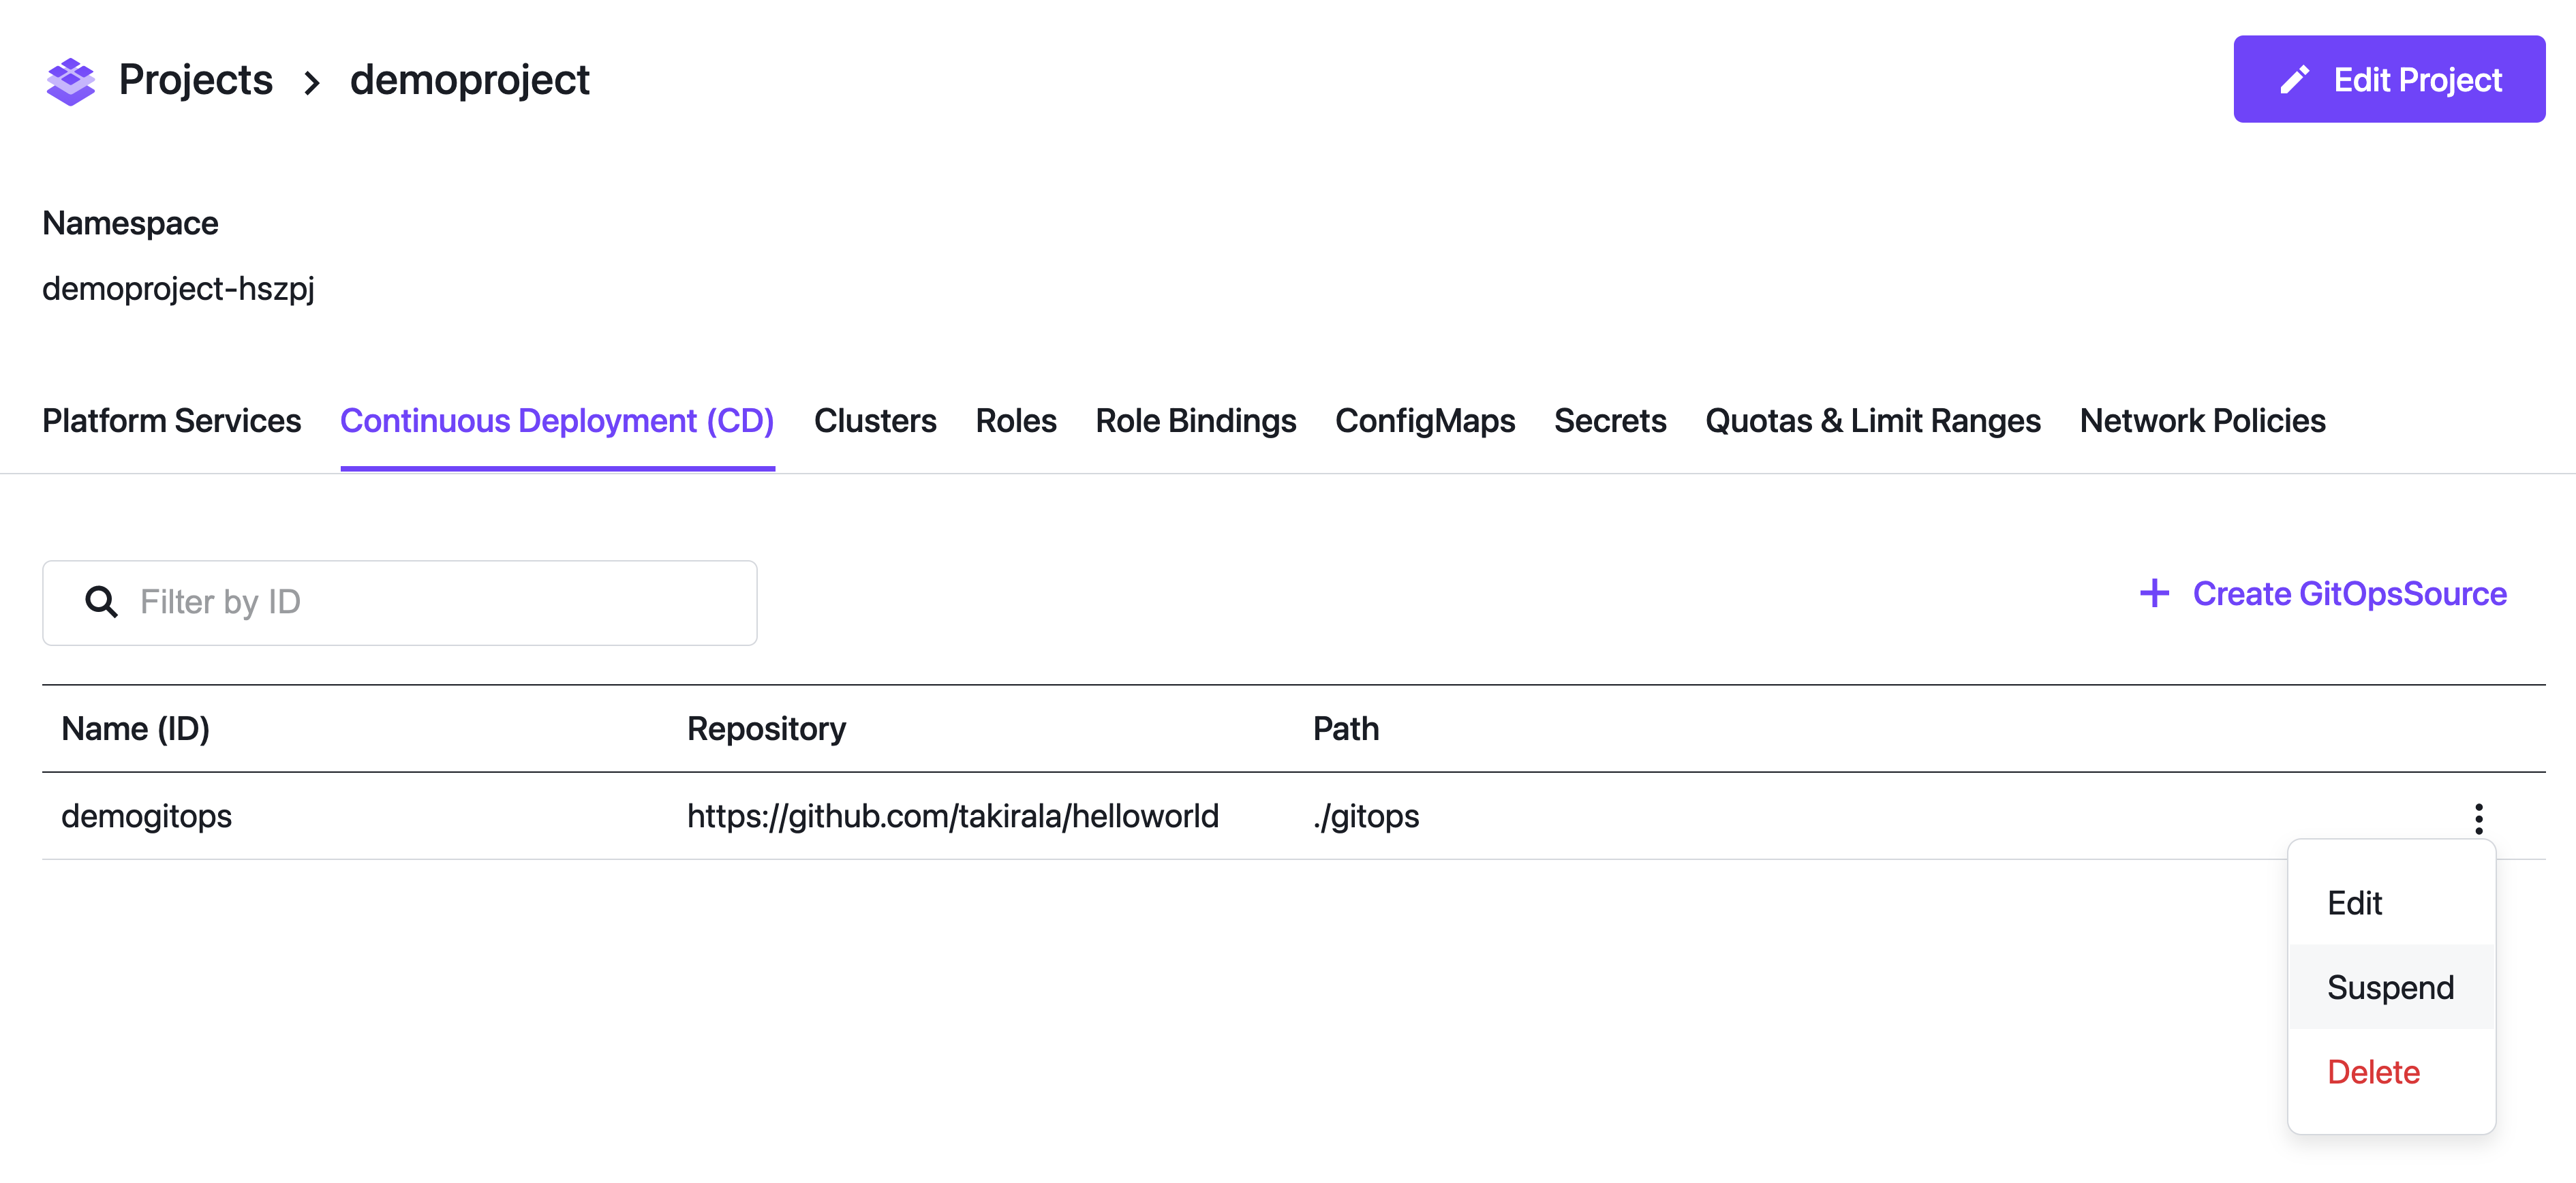 Projects > demoproject
Edit Project
Namespace
demoproject-hszpj
Platform Services Continuous Deployment (CD) Clusters Roles Role Bindings ConfigMaps Secrets Quotas & Limit Ranges Network Policies
Filter by ID
+ Create GitOpsSource
Name (ID) Repository Path
demogitops https://github.com/takirala/helloworld ./gitops
Edit
Suspend
Delete